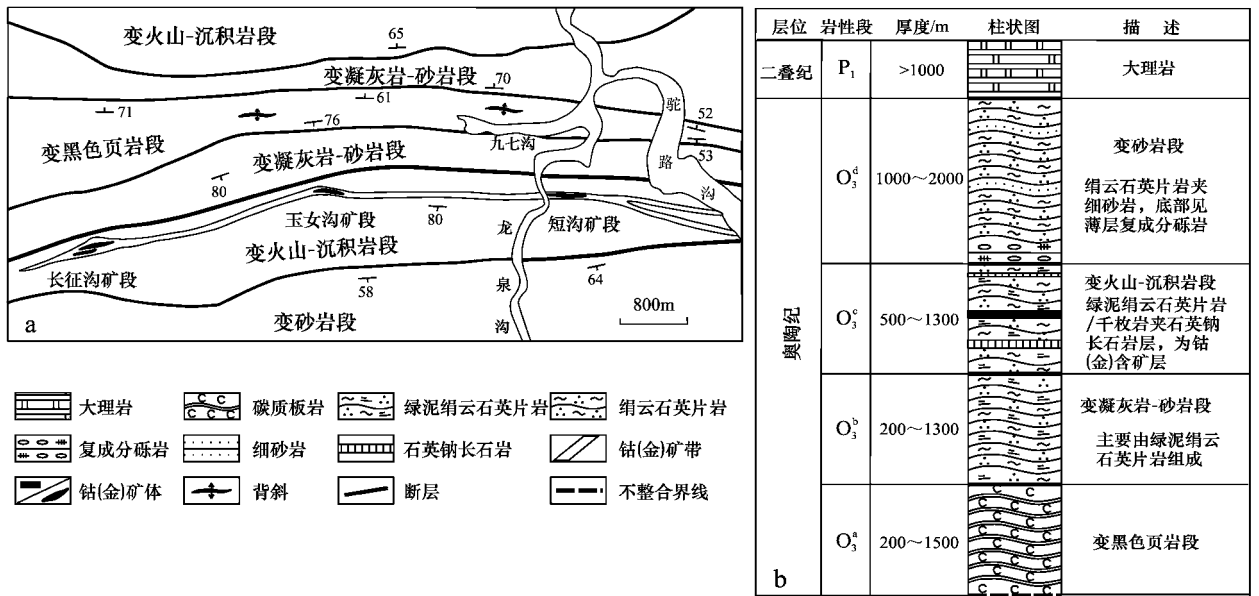 变火山-沉积岩段
65
变凝灰岩-砂岩段
70
61
71
76
52
驼
路
沟
变黑色页岩段
九七沟
53
变凝灰岩-砂岩段
80
玉女沟矿段
80
龙
泉
沟
短沟矿段
变火山-沉积岩段
长征沟矿段
58
64
800m
变砂岩段
a
大理岩
碳质板岩
绿泥绢云石英片岩
绢云石英片岩
复成分砾岩
细砂岩
石英钠长石岩
钴(金)矿带
钴(金)矿体
背斜
断层
不整合界线
层位 岩性段 厚度/m 柱状图 描 述
二叠纪 P₁ >1000 大理岩
奥陶纪
O₃ᵈ 1000~2000
变砂岩段
绢云石英片岩夹
细砂岩，底部见
薄层复成分砾岩
O₃ᶜ 500~1300
变火山-沉积岩段
绿泥绢云石英片岩
/千枚岩夹石英钠
长石岩层，为钴
(金)含矿层
O₃ᵇ 200~1300
变凝灰岩-砂岩段
主要由绿泥绢云
石英片岩组成
O₃ᵃ 200~1500
变黑色页岩段
b